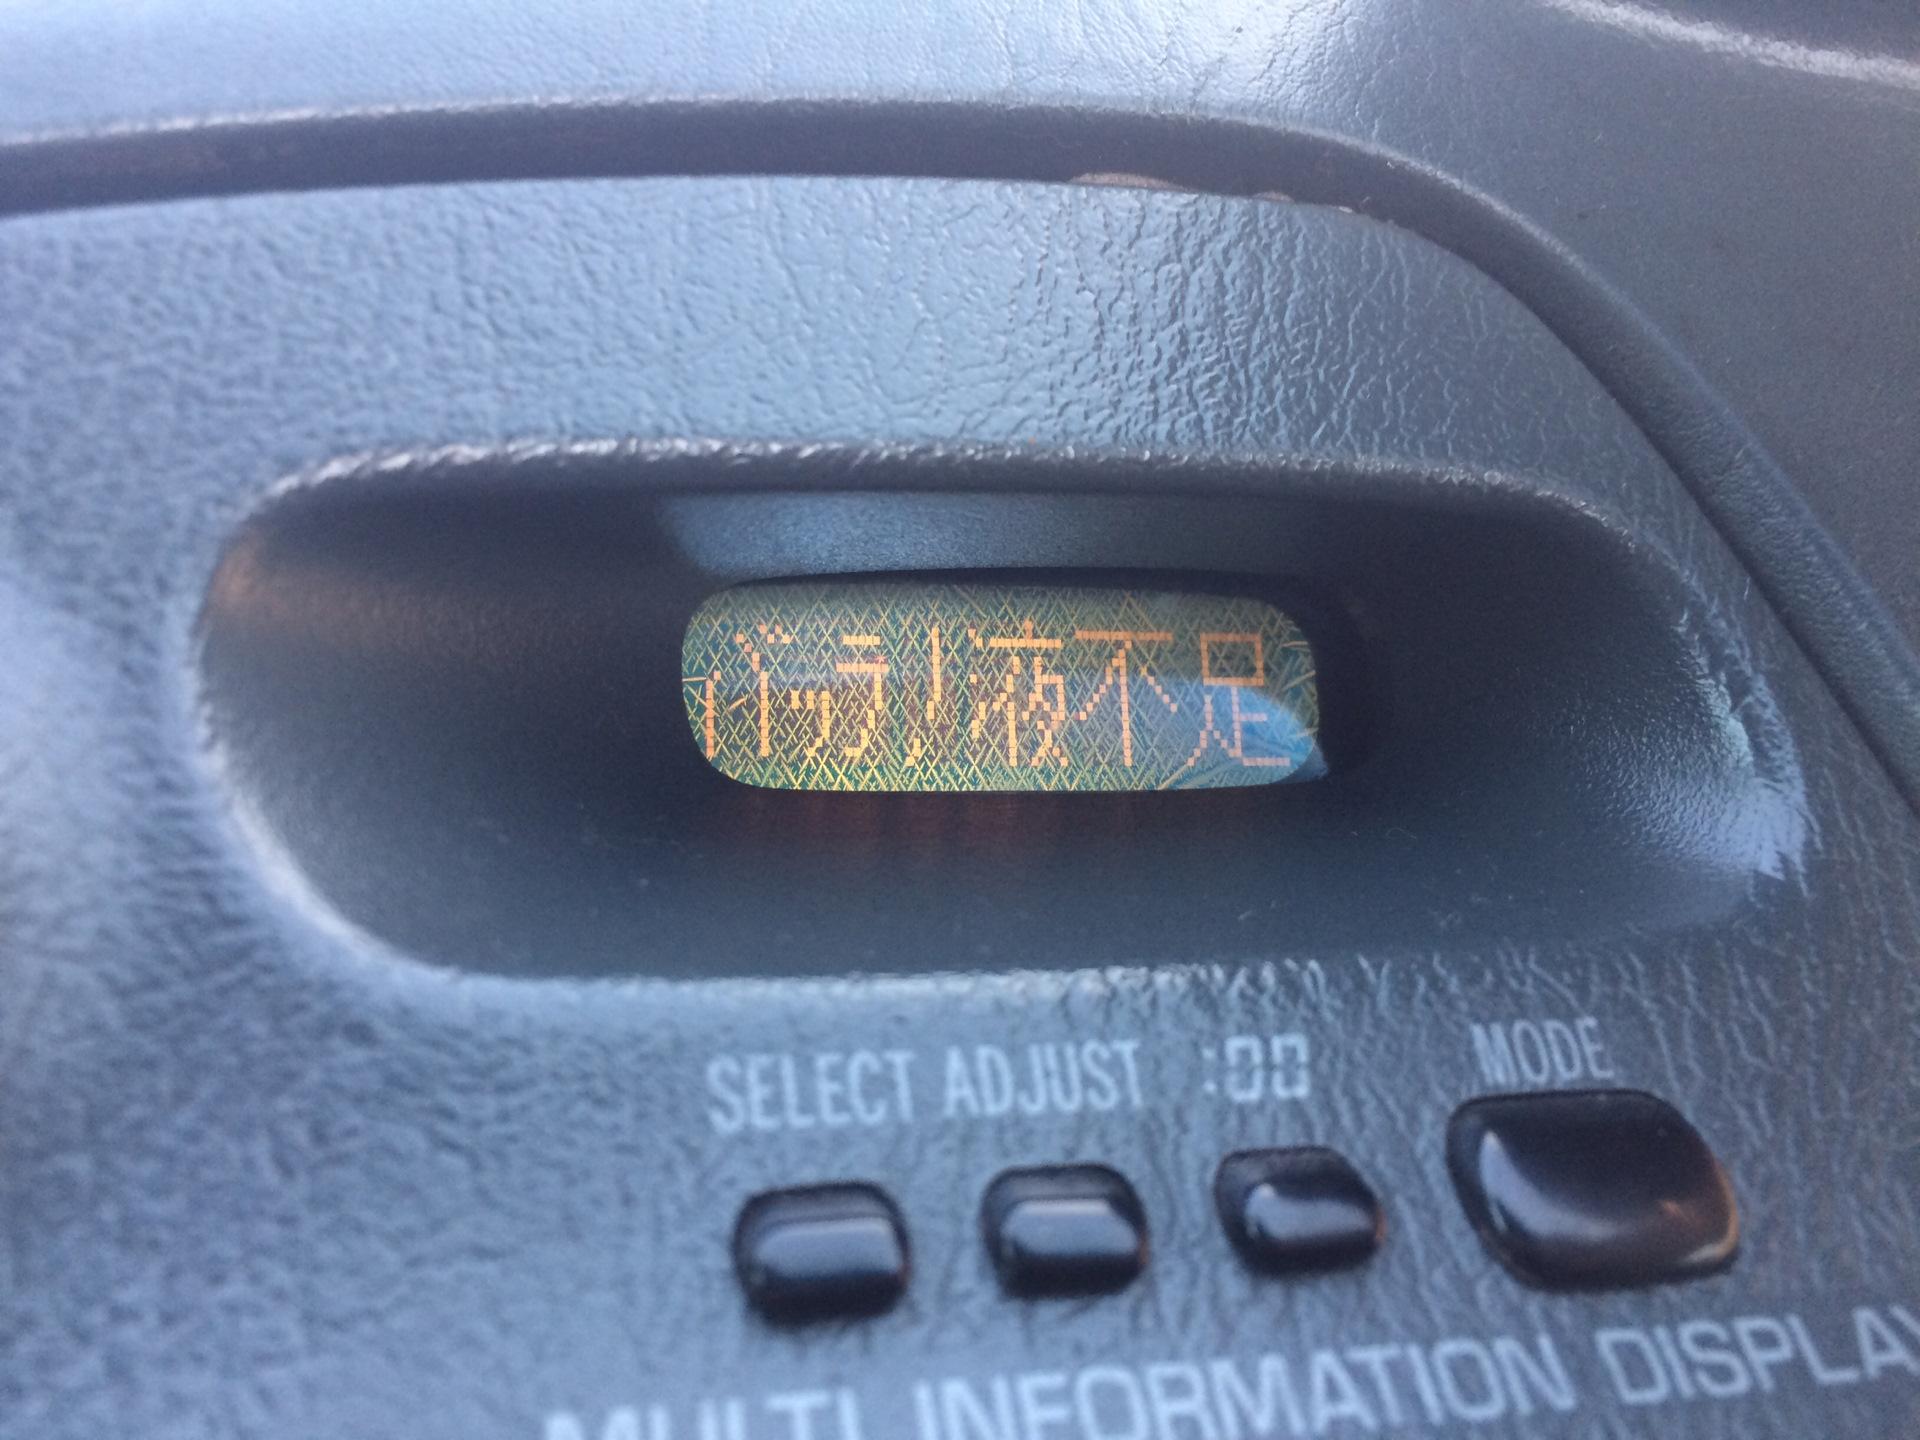 バッテリ液不足
SELECT ADJUST :00 MODE
MULTI INFORMATION DISPLAY